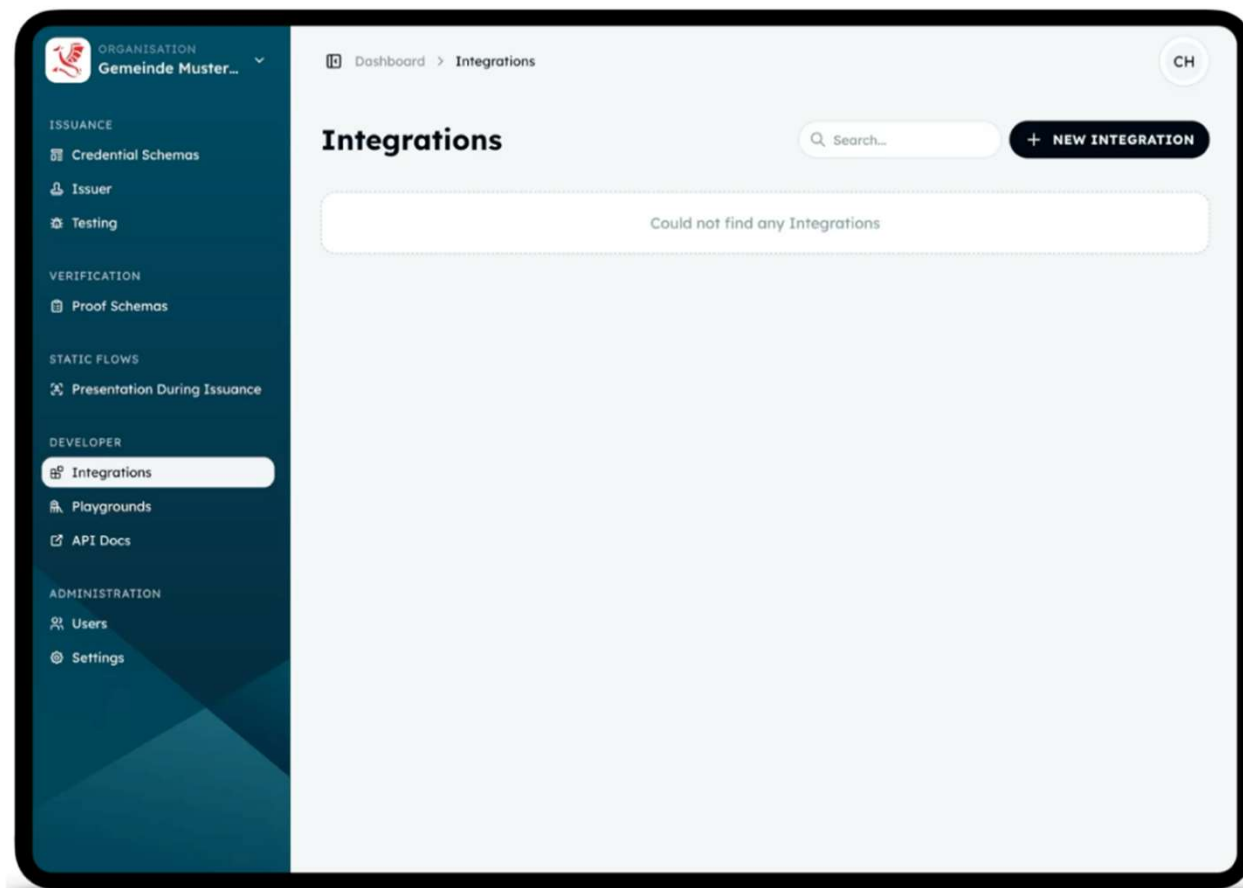 ORGANISATION
Gemeinde Muster...
ISSUANCE
Credential Schemas
Issuer
Testing
VERIFICATION
Proof Schemas
STATIC FLOWS
Presentation During Issuance
DEVELOPER
Integrations
Playgrounds
API Docs
ADMINISTRATION
Users
Settings
Dashboard > Integrations
CH
Integrations
Search...
+ NEW INTEGRATION
Could not find any Integrations